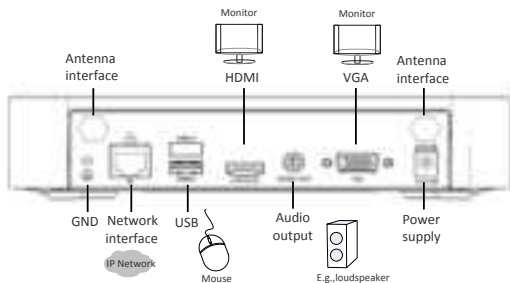 Monitor
Monitor
Antenna
interface
HDMI
VGA
Antenna
interface
GND
Network
interface
USB
Audio
output
Power
supply
IP Network
Mouse
E.g.,loudspeaker